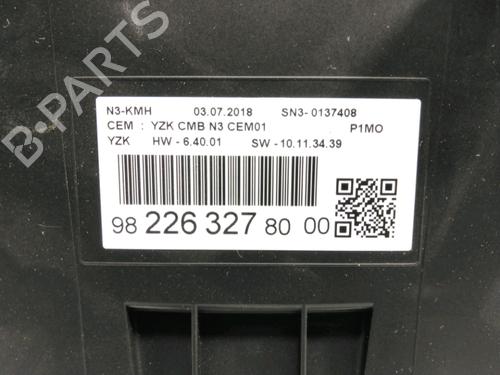 B-PARTS
N3-KMH 03.07.2018 SN3- 0137408
CEM : YZK CMB N3 CEM01 P1MO
YZK HW - 6.40.01 SW - 10.11.34.39
98 226 327 80 00